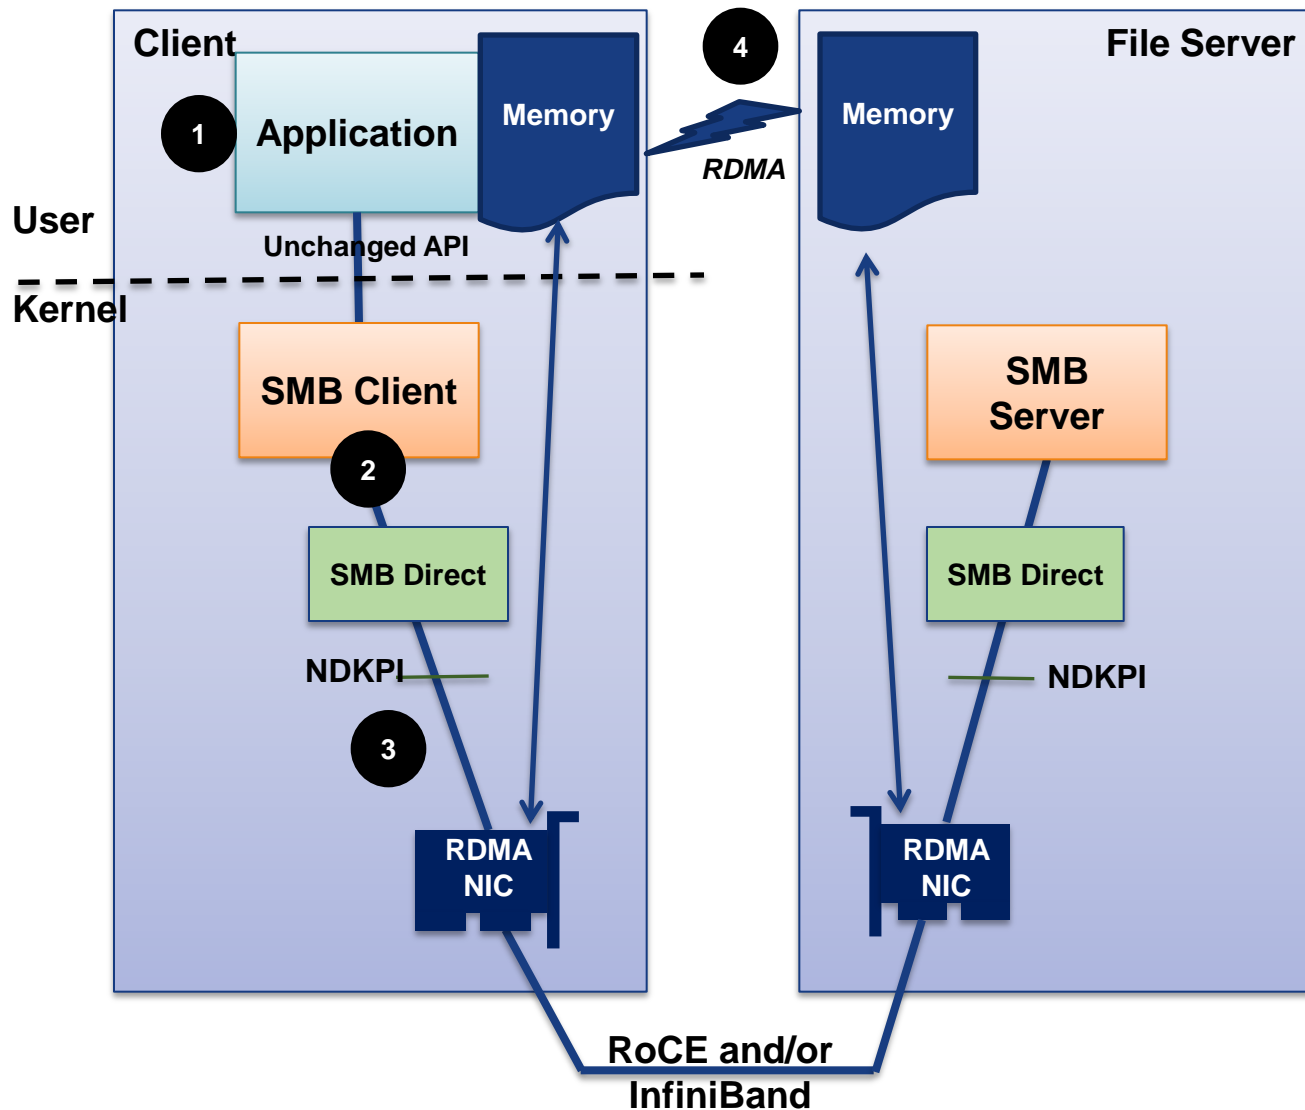 Client
4
File Server
1
Application
Memory
RDMA
Memory
User
Unchanged API
Kernel
SMB Client
2
SMB
Server
SMB Direct
SMB Direct
NDKPI
NDKPI
3
RDMA
NIC
RDMA
NIC
RoCE and/or
InfiniBand